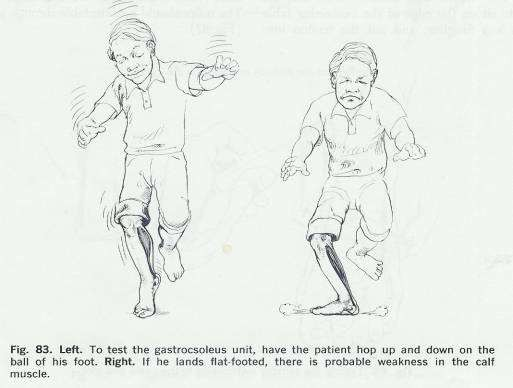 Fig. 83. Left. To test the gastrocsoleus unit, have the patient hop up and down on the
ball of his foot. Right. If he lands flat-footed, there is probable weakness in the calf
muscle.